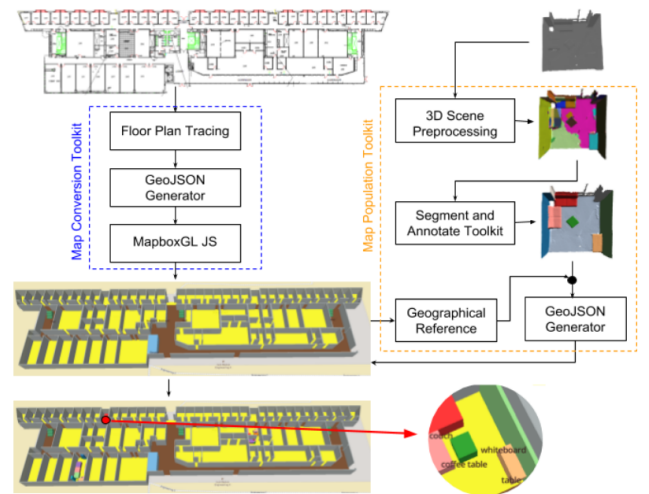 Map Conversion Toolkit
Floor Plan Tracing
GeoJSON
Generator
MapboxGL JS
Map Population Toolkit
3D Scene
Preprocessing
Segment and
Annotate Toolkit
Geographical
Reference
GeoJSON
Generator
couch
whiteboard
coffee table
table